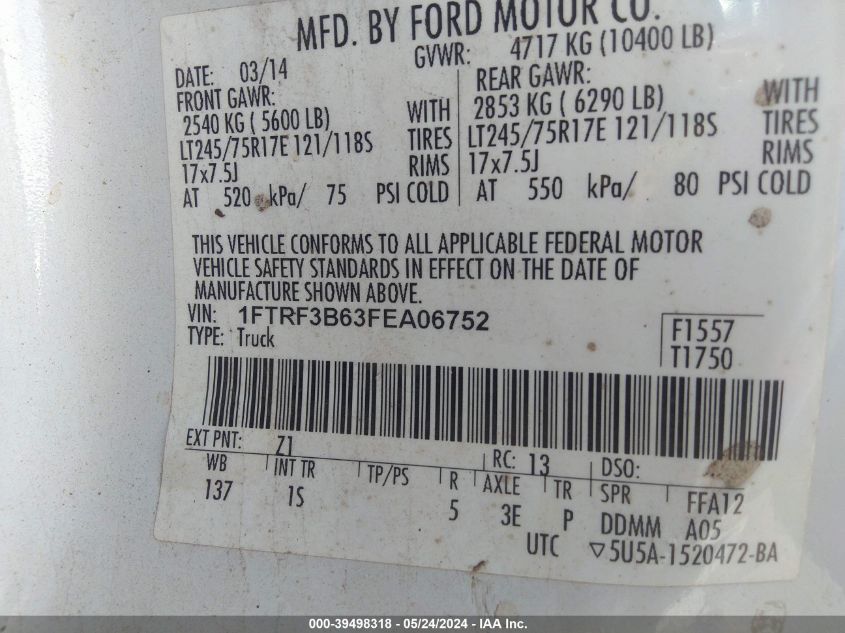 MFD. BY FORD MOTOR CO.
DATE: 03/14 GVWR: 4717 KG (10400 LB)
FRONT GAWR: REAR GAWR:
2540 KG ( 5600 LB) WITH 2853 KG ( 6290 LB) WITH
LT245/75R17E 121/118S TIRES LT245/75R17E 121/118S TIRES
17x7.5J RIMS 17x7.5J RIMS
AT 520 kPa/ 75 PSI COLD AT 550 kPa/ 80 PSI COLD
THIS VEHICLE CONFORMS TO ALL APPLICABLE FEDERAL MOTOR
VEHICLE SAFETY STANDARDS IN EFFECT ON THE DATE OF
MANUFACTURE SHOWN ABOVE.
VIN: 1FTRF3B63FEA06752
TYPE: Truck
F1557
T1750
EXT PNT: Z1 RC: 13 DSO:
WB INT TR TP/PS R AXLE TR SPR FFA12
137 1S 5 3E P DDMM A05
UTC ▽5U5A-1520472-BA
000-39498318 / 05/24/2024 - IAA Inc.